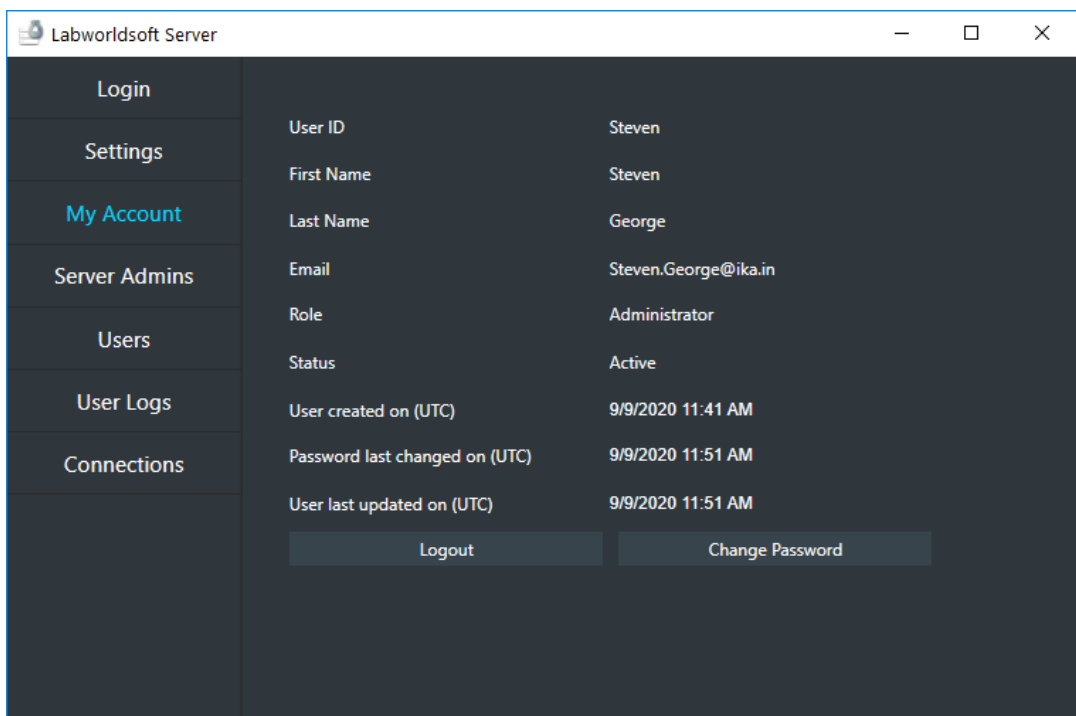 Labworldsoft Server
Login
Settings
My Account
Server Admins
Users
User Logs
Connections
User ID Steven
First Name Steven
Last Name George
Email Steven.George@ika.in
Role Administrator
Status Active
User created on (UTC) 9/9/2020 11:41 AM
Password last changed on (UTC) 9/9/2020 11:51 AM
User last updated on (UTC) 9/9/2020 11:51 AM
Logout Change Password